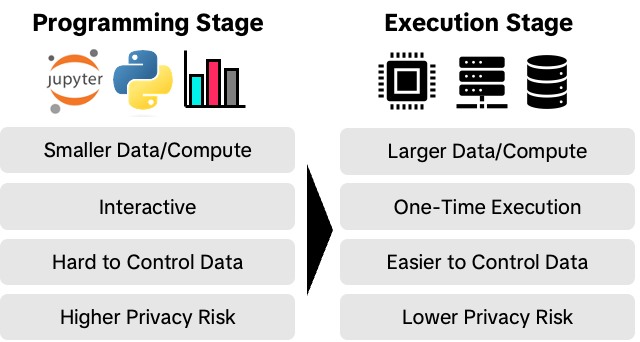 Programming Stage
Execution Stage
jupyter
Smaller Data/Compute
Larger Data/Compute
Interactive
One-Time Execution
Hard to Control Data
Easier to Control Data
Higher Privacy Risk
Lower Privacy Risk